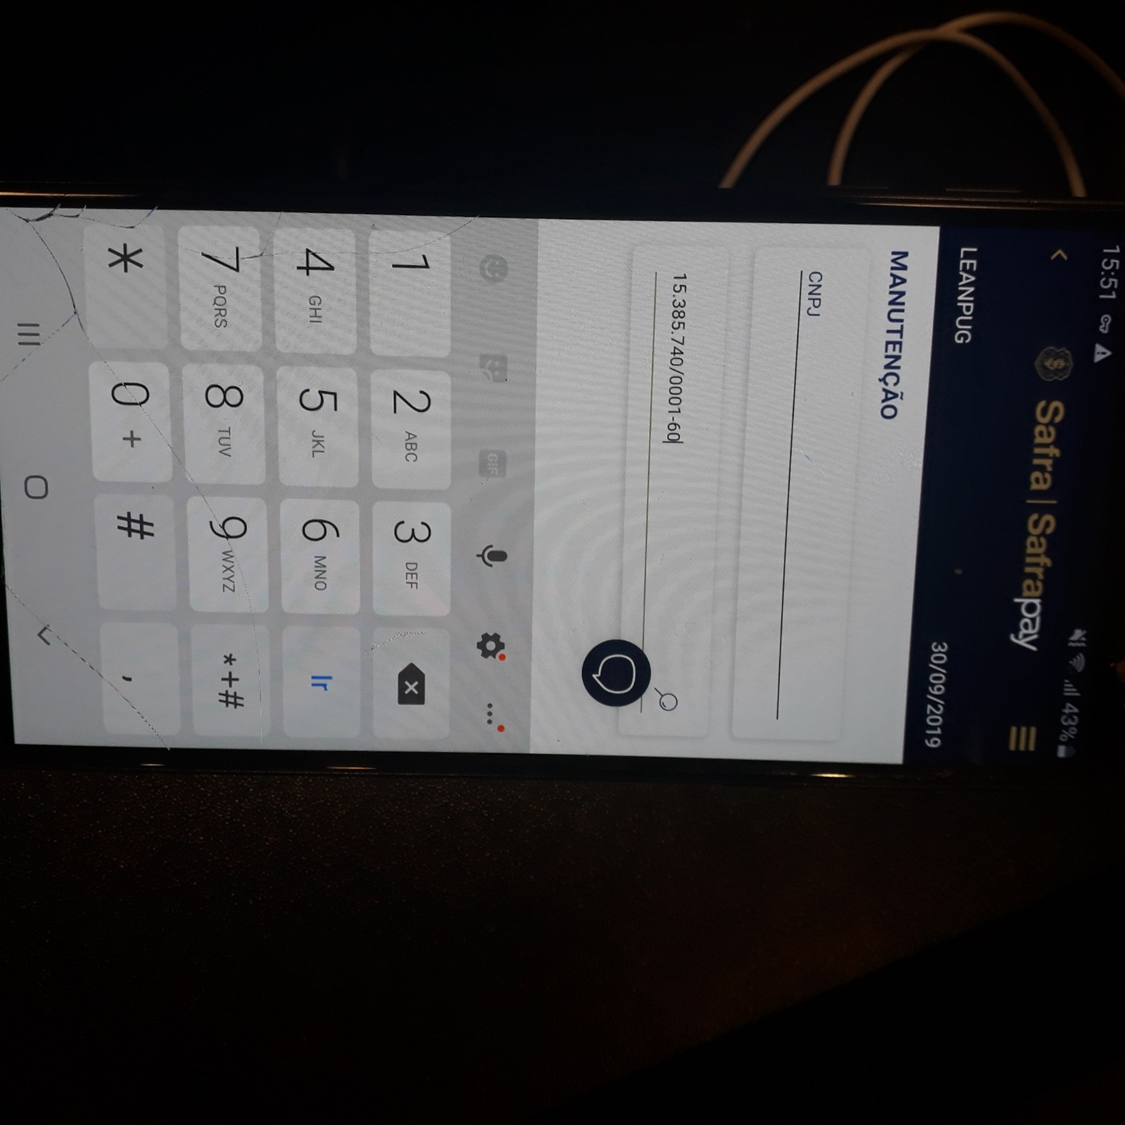 15:51 43%
Safra | Safrapay
LEANPUG 30/09/2019
MANUTENÇÃO
CNPJ
15.385.740/0001-60
GIF
1 2 ABC 3 DEF
4 GHI 5 JKL 6 MNO Ir
7 PQRS 8 TUV 9 WXYZ *+#
* 0 + # ,